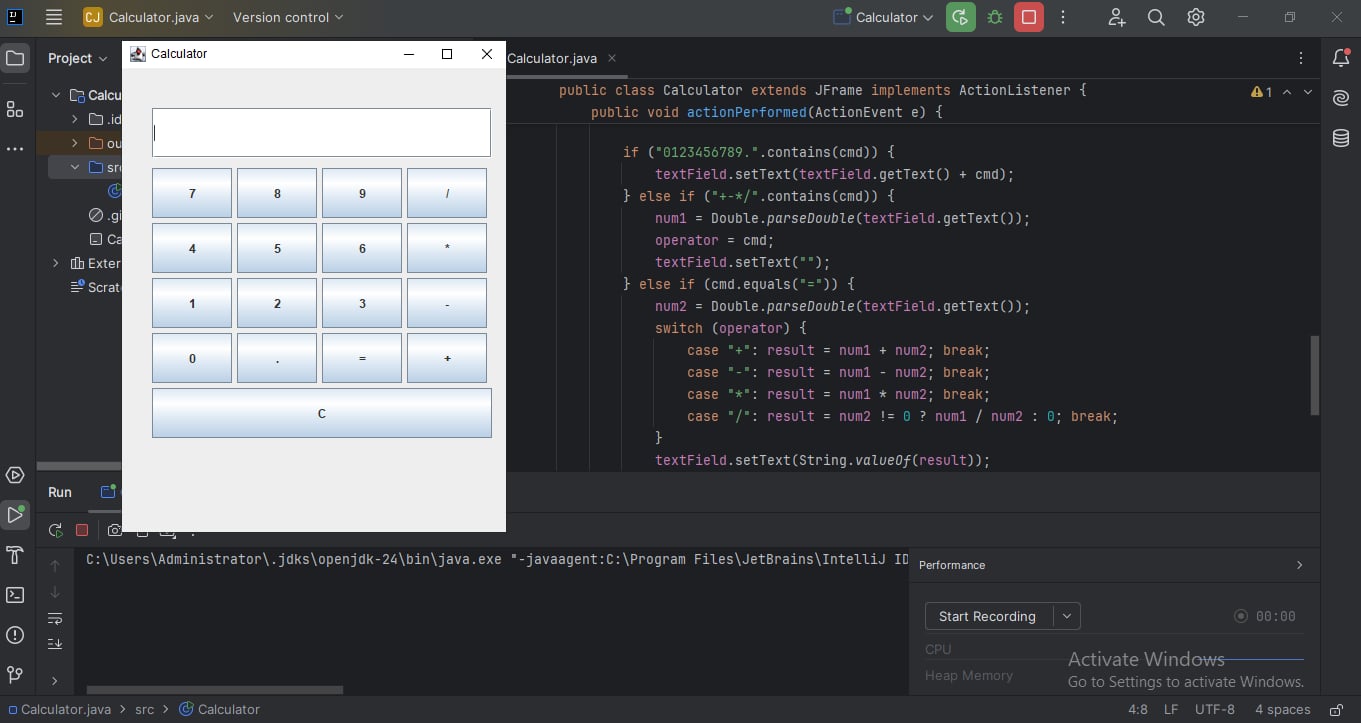 CJ Calculator.java Version control Calculator
Project
Calculator
Calculator.java
Calcu
.id
ou
src
.gi
Ca
Exter
Scrat
7 8 9 /
4 5 6 *
1 2 3 -
0 . = +
C
public class Calculator extends JFrame implements ActionListener {
1
public void actionPerformed(ActionEvent e) {
if ("0123456789.".contains(cmd)) {
textField.setText(textField.getText() + cmd);
} else if ("+-*/".contains(cmd)) {
num1 = Double.parseDouble(textField.getText());
operator = cmd;
textField.setText("");
} else if (cmd.equals("=")) {
num2 = Double.parseDouble(textField.getText());
switch (operator) {
case "+": result = num1 + num2; break;
case "-": result = num1 - num2; break;
case "*": result = num1 * num2; break;
case "/": result = num2 != 0 ? num1 / num2 : 0; break;
}
textField.setText(String.valueOf(result));
Run
C:\Users\Administrator\.jdks\openjdk-24\bin\java.exe "-javaagent:C:\Program Files\JetBrains\IntelliJ ID
Performance
Start Recording 00:00
CPU
Heap Memory
Activate Windows
Go to Settings to activate Windows.
Calculator.java > src > Calculator 4:8 LF UTF-8 4 spaces